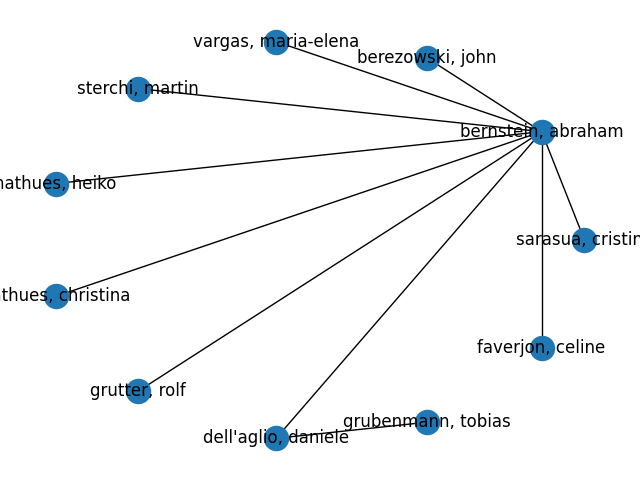 vargas, maria-elena
berezowski, john
sterchi, martin
bernstein, abraham
nathues, heiko
sarasua, cristin
thues, christina
faverjon, celine
grutter, rolf
grubenmann, tobias
dell'aglio, daniele